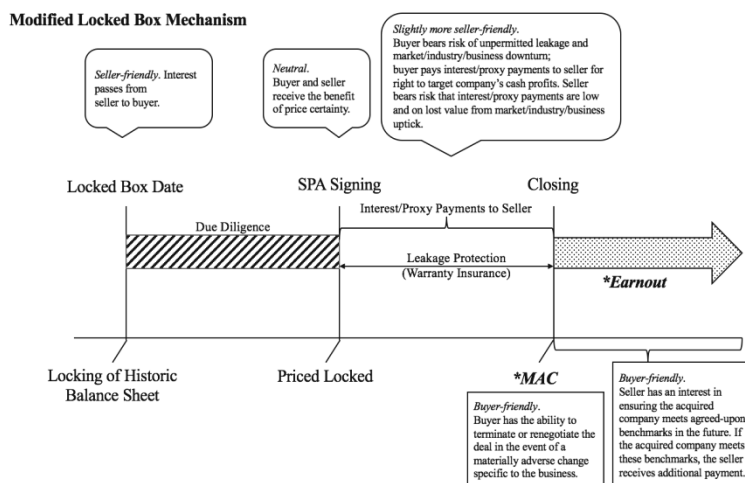 Modified Locked Box Mechanism
Seller-friendly. Interest
passes from
seller to buyer.
Neutral.
Buyer and seller
receive the benefit
of price certainty.
Slightly more seller-friendly.
Buyer bears risk of unpermitted leakage and
market/industry/business downturn;
buyer pays interest/proxy payments to seller for
right to target company's cash profits. Seller
bears risk that interest/proxy payments are low
and on lost value from market/industry/business
uptick.
Locked Box Date
SPA Signing
Closing
Interest/Proxy Payments to Seller
Due Diligence
Leakage Protection
(Warranty Insurance)
*Earnout
Locking of Historic
Balance Sheet
Priced Locked
*MAC
Buyer-friendly.
Buyer has the ability to
terminate or renegotiate the
deal in the event of a
materially adverse change
specific to the business.
Buyer-friendly.
Seller has an interest in
ensuring the acquired
company meets agreed-upon
benchmarks in the future. If
the acquired company meets
these benchmarks, the seller
receives additional payment.